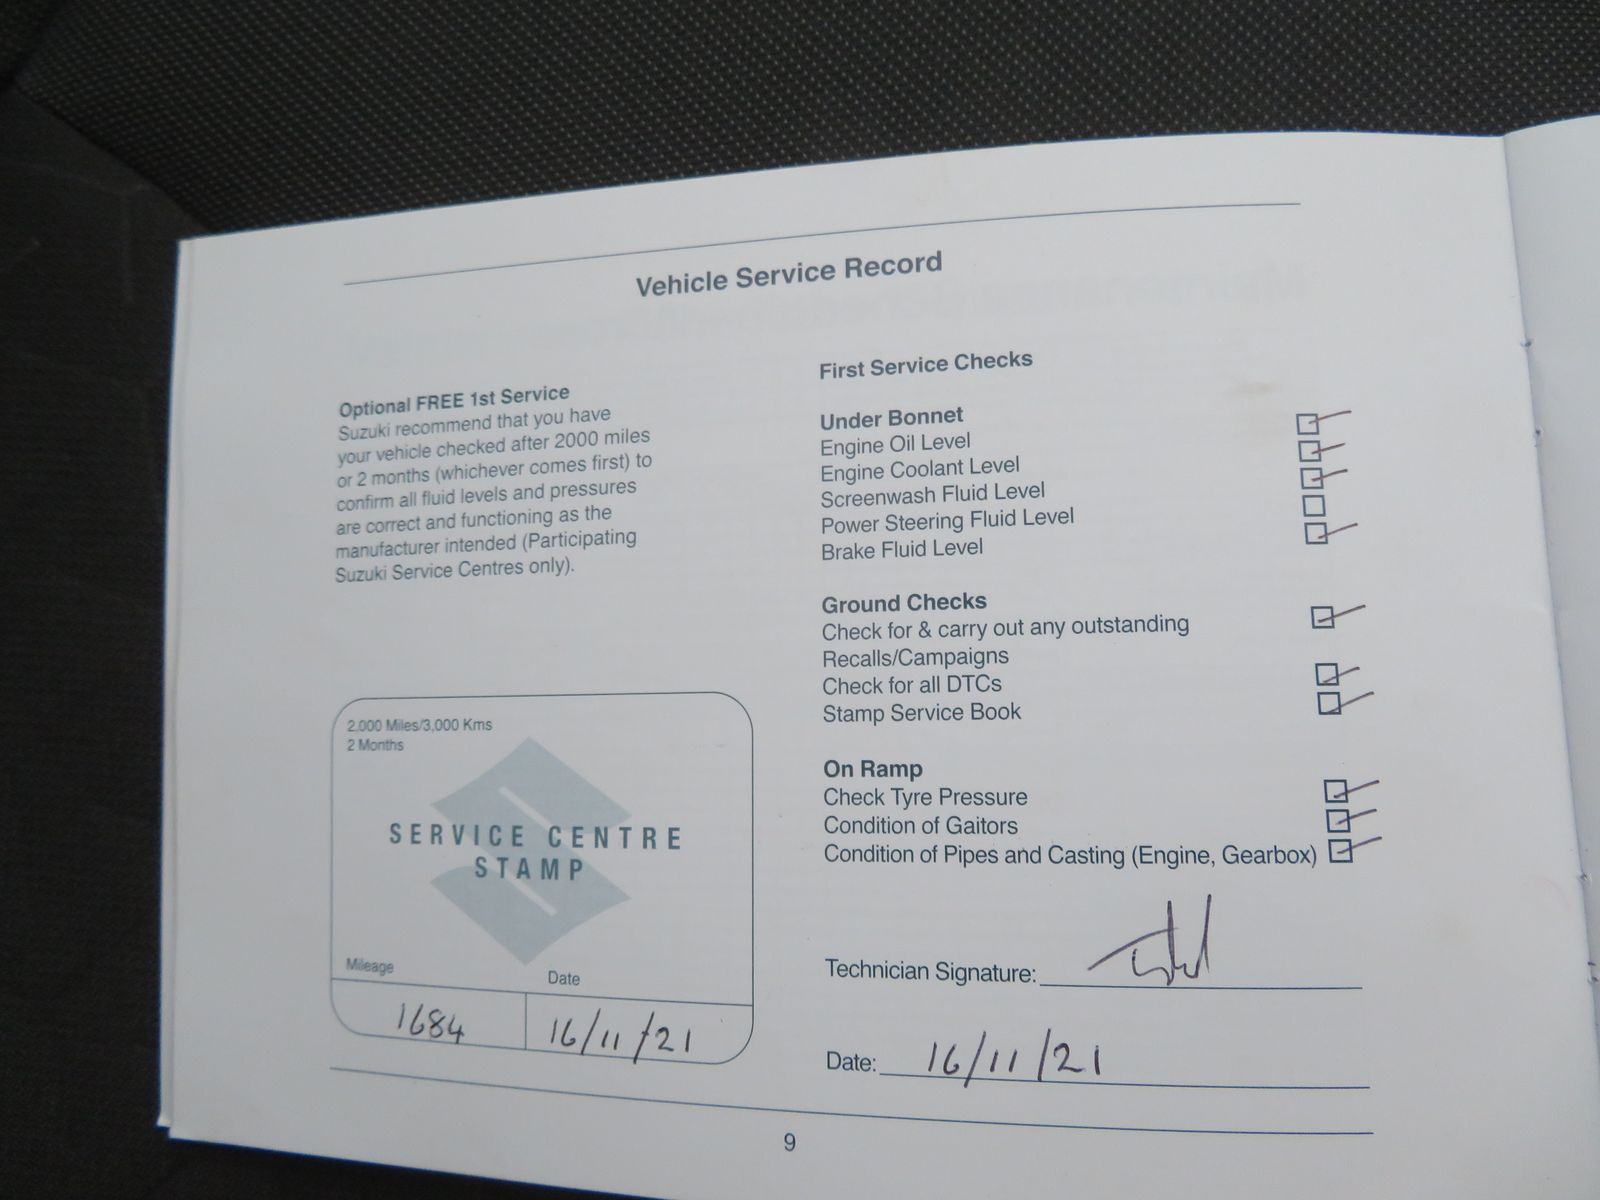 Vehicle Service Record
Optional FREE 1st Service
Suzuki recommend that you have
your vehicle checked after 2000 miles
or 2 months (whichever comes first) to
confirm all fluid levels and pressures
are correct and functioning as the
manufacturer intended (Participating
Suzuki Service Centres only).
2,000 Miles/3,000 Kms
2 Months
SERVICE CENTRE
STAMP
Mileage Date
1684 16/11/21
First Service Checks
Under Bonnet
Engine Oil Level
Engine Coolant Level
Screenwash Fluid Level
Power Steering Fluid Level
Brake Fluid Level
Ground Checks
Check for & carry out any outstanding
Recalls/Campaigns
Check for all DTCs
Stamp Service Book
On Ramp
Check Tyre Pressure
Condition of Gaitors
Condition of Pipes and Casting (Engine, Gearbox)
Technician Signature:
Date: 16/11/21
9